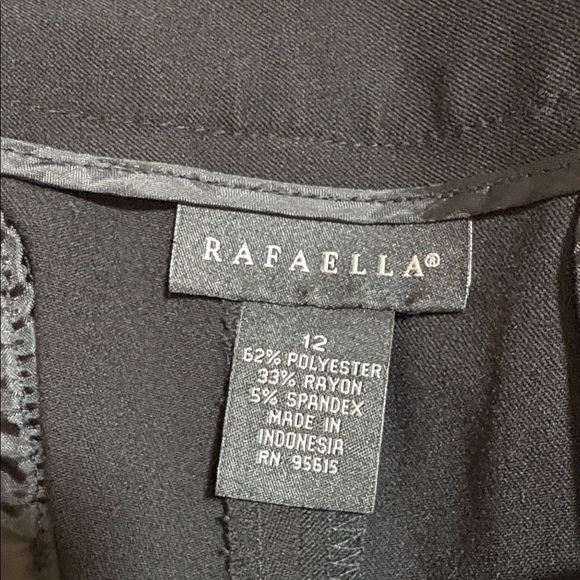 RAFAELLA®
12
62% POLYESTER
33% RAYON
5% SPANDEX
MADE IN
INDONESIA
RN 95615